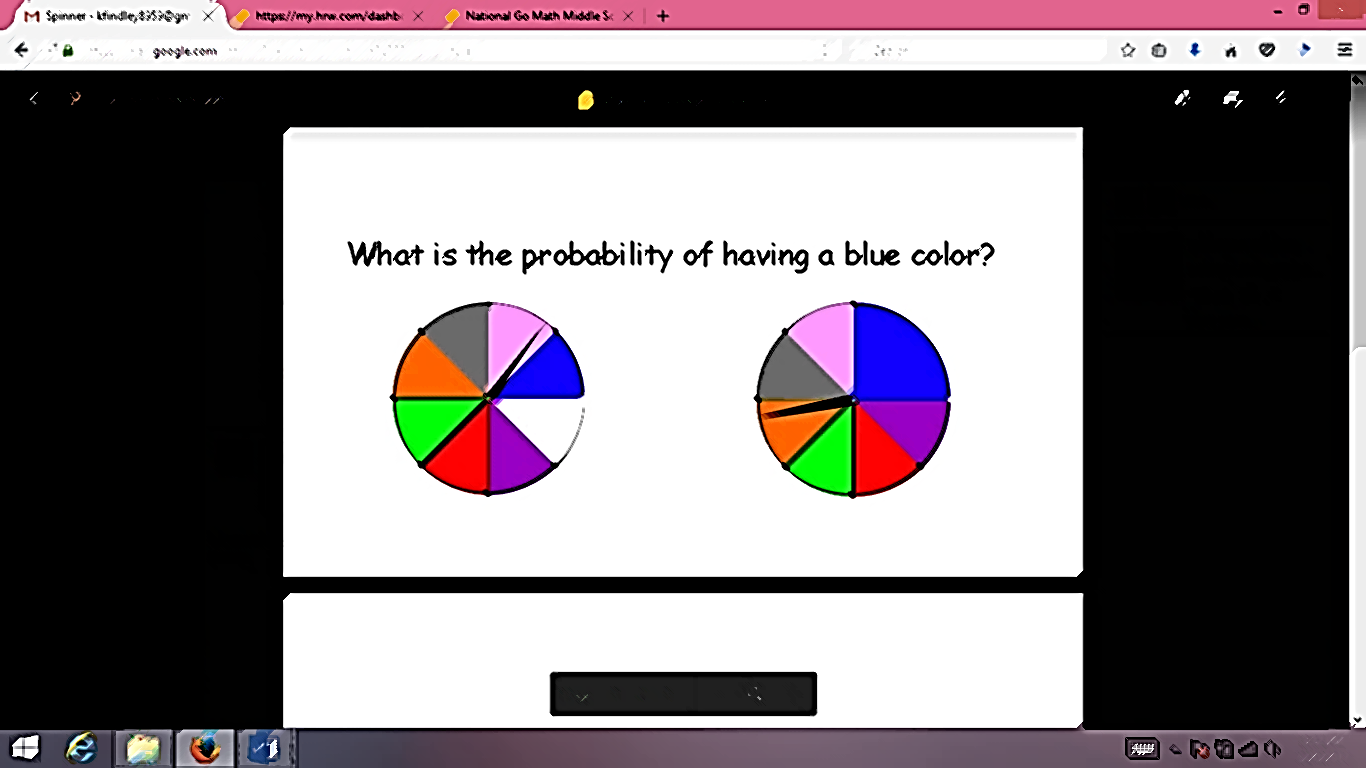 Spinner -
https://my.hrw.com/dashb
National Go Math Middle Sc
google.com
What is the probability of having a blue color?